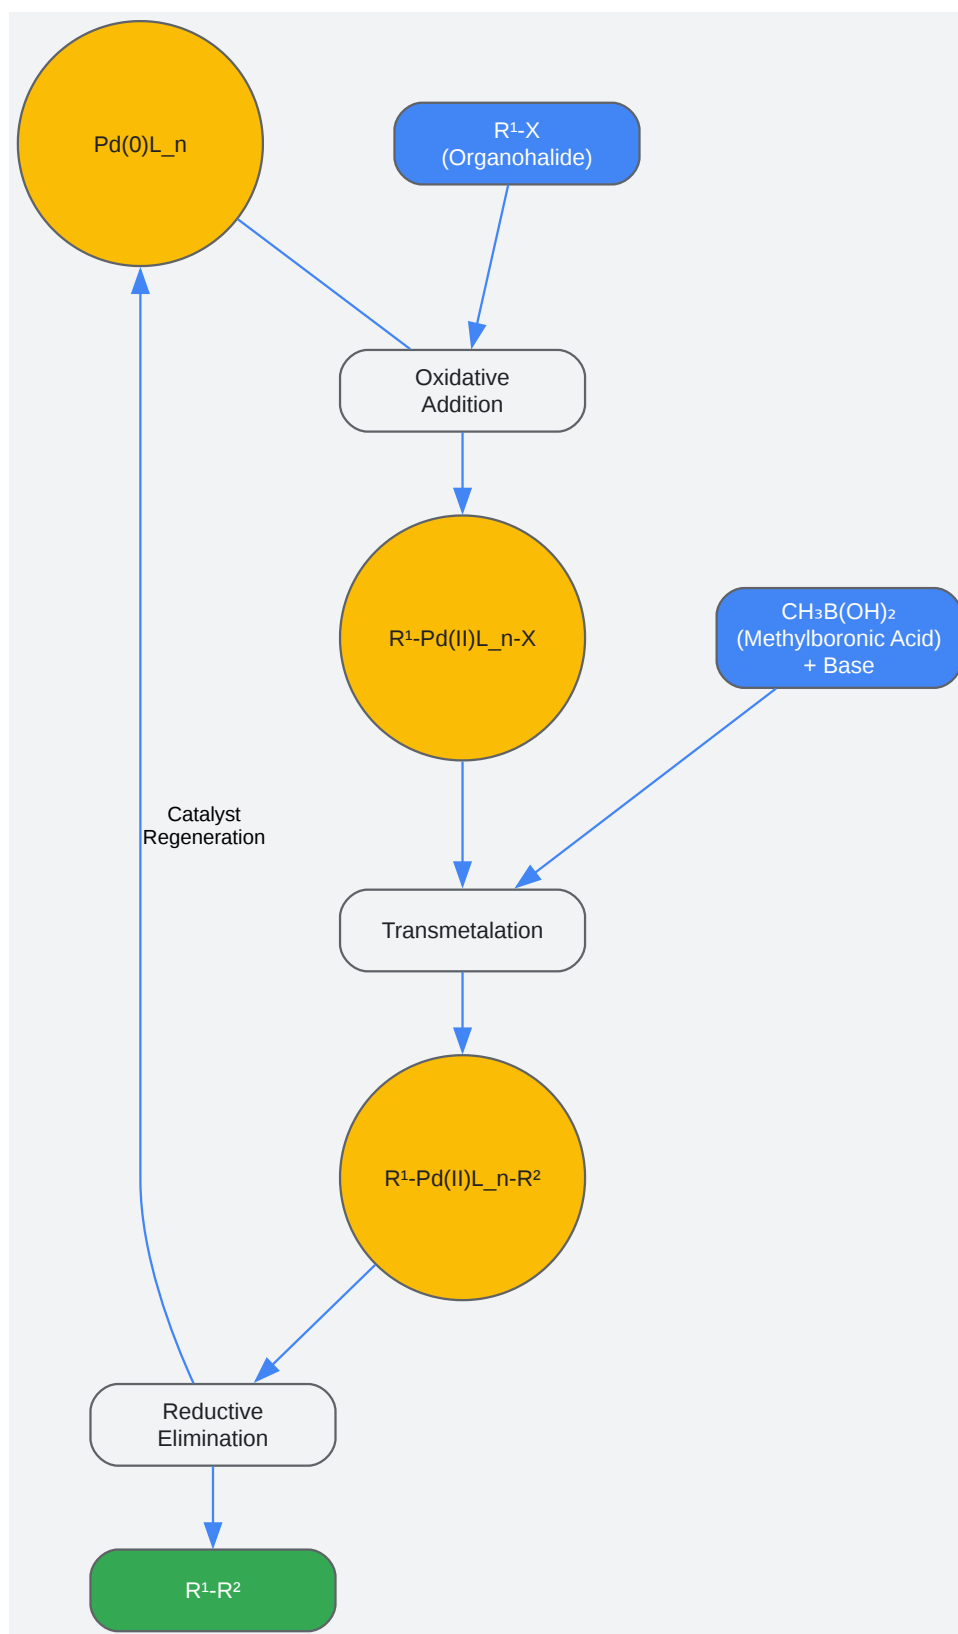 Pd(0)L_n
R¹-X
(Organohalide)
Oxidative
Addition
R¹-Pd(II)L_n-X
CH₃B(OH)₂
(Methylboronic Acid)
+ Base
Catalyst
Regeneration
Transmetalation
R¹-Pd(II)L_n-R²
Reductive
Elimination
R¹-R²